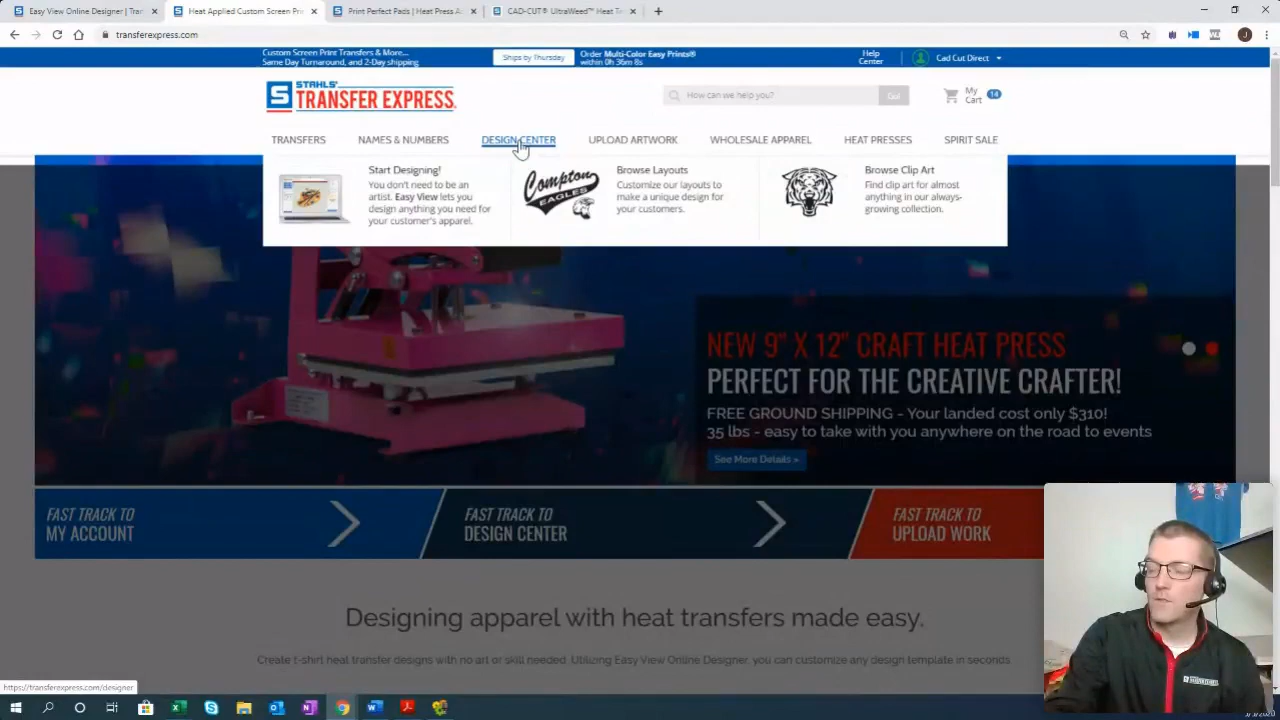 Easy View Online Designer | Tran
Heat Applied Custom Screen Prin
Print Perfect Pads | Heat Press A
CAD-CUT® UltraWeed™ Heat Tr
transferexpress.com
Custom Screen Print Transfers & More...
Same Day Turnaround, and 2-Day shipping
Ships by Thursday
Order Multi-Color Easy Prints®
within 0h 36m 8s
Help
Center
Cad Cut Direct
STAHLS'
TRANSFER EXPRESS
How can we help you?
Go!
My
Cart
14
TRANSFERS
NAMES & NUMBERS
DESIGN CENTER
UPLOAD ARTWORK
WHOLESALE APPAREL
HEAT PRESSES
SPIRIT SALE
Start Designing!
You don't need to be an
artist. Easy View lets you
design anything you need for
your customer's apparel.
Compton
EAGLES
Browse Layouts
Customize our layouts to
make a unique design for
your customers.
Browse Clip Art
Find clip art for almost
anything in our always-
growing collection.
NEW 9" X 12" CRAFT HEAT PRESS
PERFECT FOR THE CREATIVE CRAFTER!
FREE GROUND SHIPPING - Your landed cost only $310!
35 lbs - easy to take with you anywhere on the road to events
See More Details »
FAST TRACK TO
MY ACCOUNT
FAST TRACK TO
DESIGN CENTER
FAST TRACK TO
UPLOAD WORK
Designing apparel with heat transfers made easy.
Create t-shirt heat transfer designs with no art or skill needed. Utilizing Easy View Online Designer, you can customize any design template in seconds.
https://transferexpress.com/designer